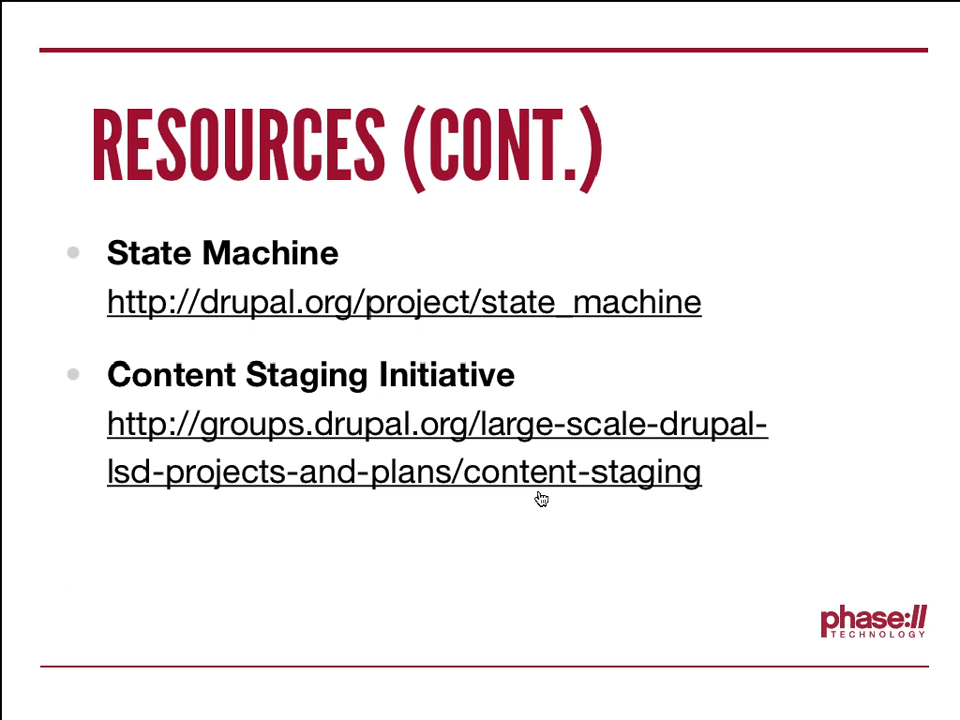 RESOURCES (CONT.)
State Machine
http://drupal.org/project/state_machine
Content Staging Initiative
http://groups.drupal.org/large-scale-drupal-
lsd-projects-and-plans/content-staging
phase:II
TECHNOLOGY